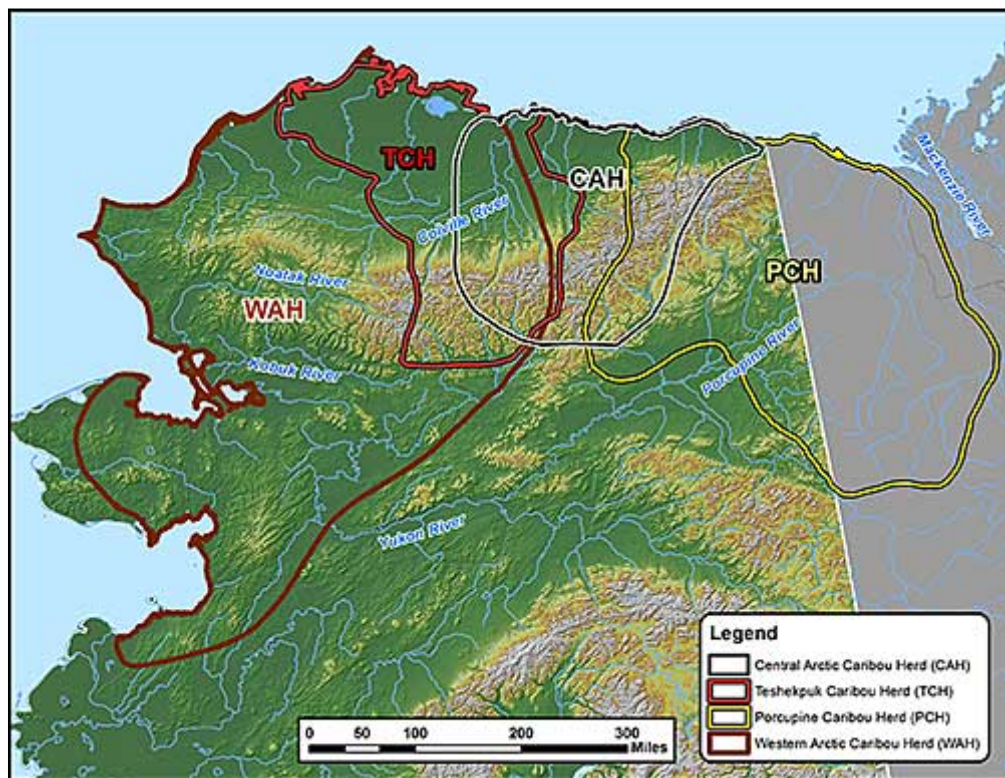 TCH
CAH
Mackenzie River
Colville River
PCH
Noatak River
WAH
Porcupine River
Kobuk River
Yukon River
Legend
Central Arctic Caribou Herd (CAH)
Teshekpuk Caribou Herd (TCH)
Porcupine Caribou Herd (PCH)
Western Arctic Caribou Herd (WAH)
0 50 100 200 300
Miles